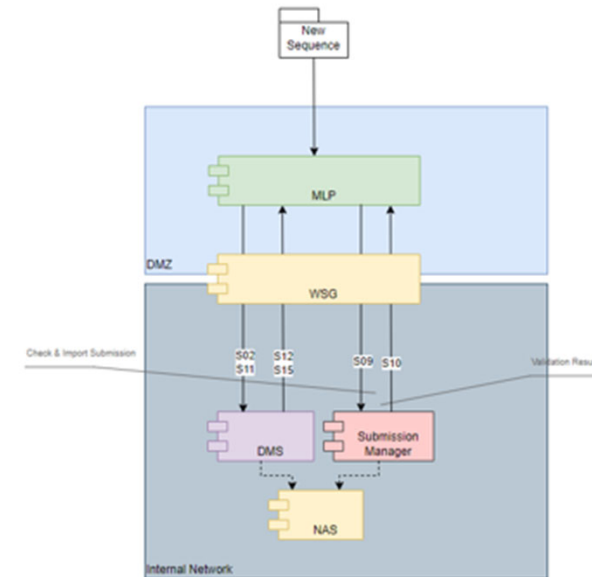 New
Sequence
MLP
DMZ
WSG
Check & Import Submission
S02
S11
S12
S15
S09
S10
Validation Resu
DMS
Submission
Manager
NAS
Internal Network